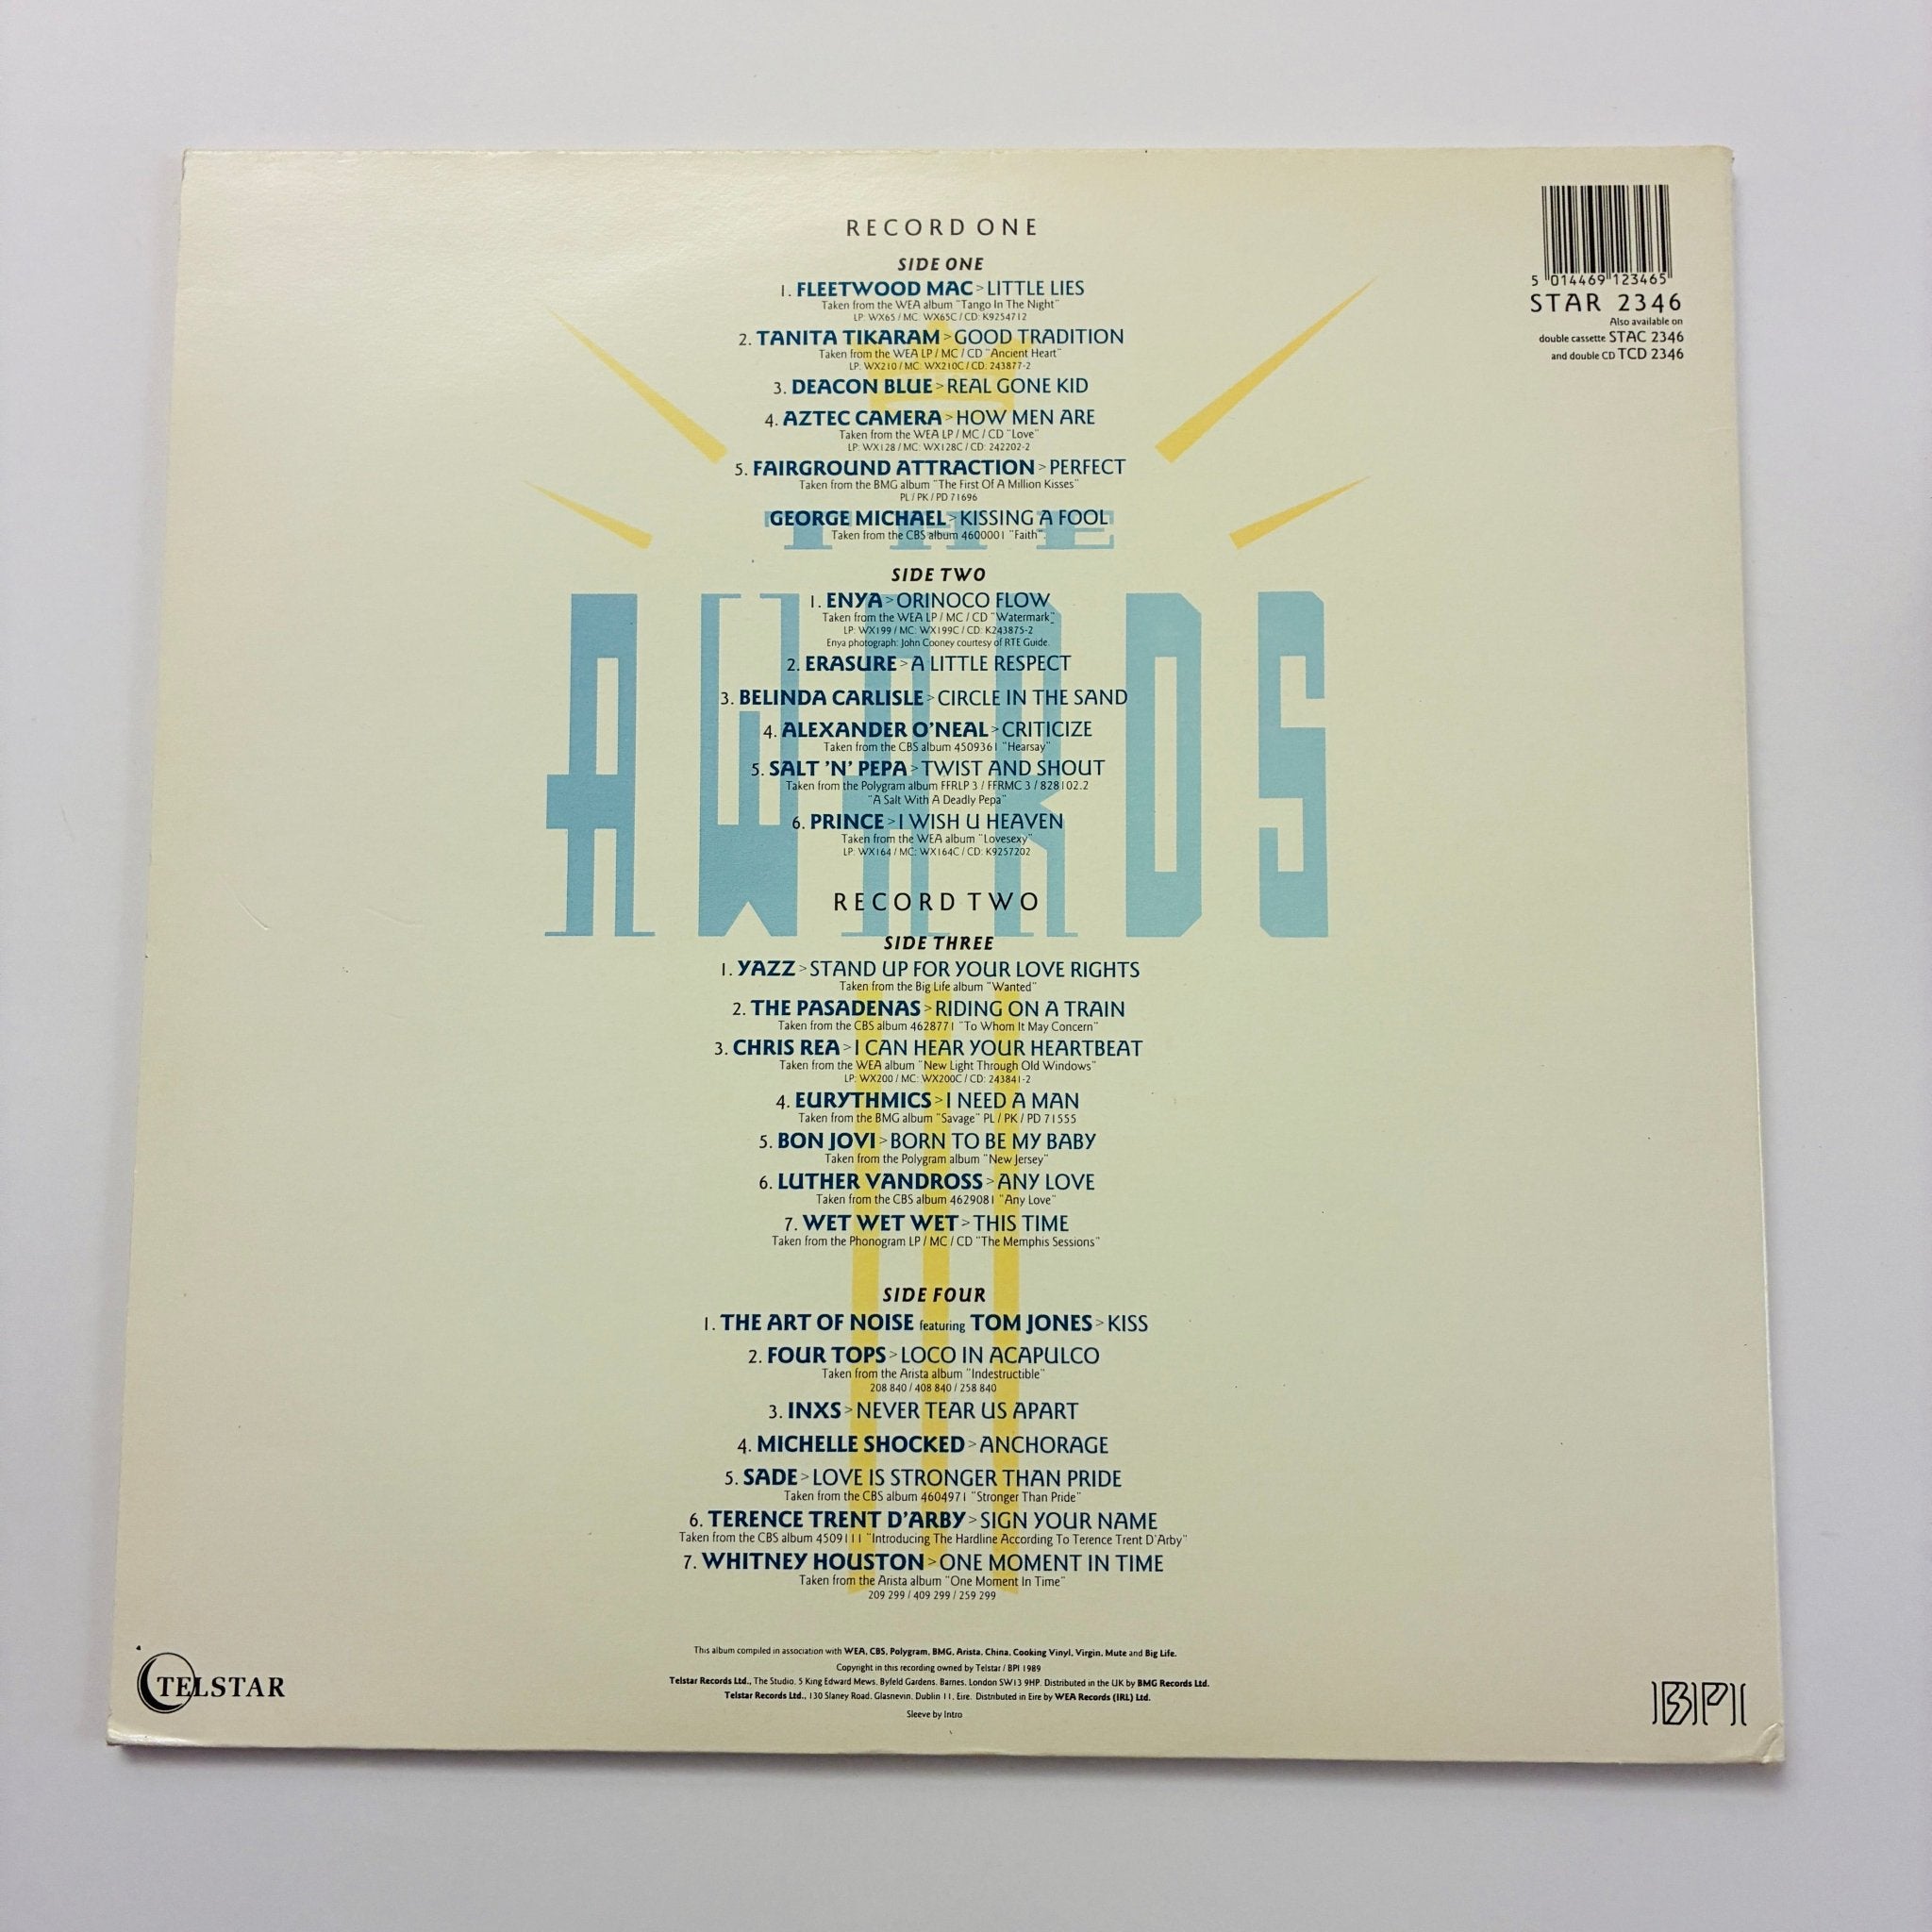 RECORD ONE
SIDE ONE
1. FLEETWOOD MAC > LITTLE LIES
Taken from the WEA album "Tango In The Night"
LP: WX65 / MC: WX65C / CD: K9254712
2. TANITA TIKARAM > GOOD TRADITION
Taken from the WEA LP / MC / CD "Ancient Heart"
LP: WX210 / MC: WX210C / CD: 243877-2
3. DEACON BLUE > REAL GONE KID
4. AZTEC CAMERA > HOW MEN ARE
Taken from the WEA LP / MC / CD "Love"
LP: WX128 / MC: WX128C / CD: 242202-2
5. FAIRGROUND ATTRACTION > PERFECT
Taken from the BMG album "The First Of A Million Kisses"
PL / PK / PD 71696
GEORGE MICHAEL > KISSING A FOOL
Taken from the CBS album 4600001 "Faith".
THE
AWARDS
SIDE TWO
1. ENYA > ORINOCO FLOW
Taken from the WEA LP / MC / CD "Watermark"
LP: WX199 / MC: WX199C / CD: K243875-2
Enya photograph: John Cooney courtesy of RTE Guide.
2. ERASURE > A LITTLE RESPECT
3. BELINDA CARLISLE > CIRCLE IN THE SAND
4. ALEXANDER O'NEAL > CRITICIZE
Taken from the CBS album 4509361 "Hearsay"
5. SALT 'N' PEPA > TWIST AND SHOUT
Taken from the Polygram album FFRLP 3 / FFRMC 3 / 828102.2
"A Salt With A Deadly Pepa"
6. PRINCE > I WISH U HEAVEN
Taken from the WEA album "Lovesexy"
LP: WX164 / MC: WX164C / CD: K9257202
RECORD TWO
SIDE THREE
1. YAZZ > STAND UP FOR YOUR LOVE RIGHTS
Taken from the Big Life album "Wanted"
2. THE PASADENAS > RIDING ON A TRAIN
Taken from the CBS album 4628771 "To Whom It May Concern"
3. CHRIS REA > I CAN HEAR YOUR HEARTBEAT
Taken from the WEA album "New Light Through Old Windows"
LP: WX200 / MC: WX200C / CD: 243841-2
4. EURYTHMICS > I NEED A MAN
Taken from the BMG album "Savage" PL / PK / PD 71555
5. BON JOVI > BORN TO BE MY BABY
Taken from the Polygram album "New Jersey"
6. LUTHER VANDROSS > ANY LOVE
Taken from the CBS album 4629081 "Any Love"
7. WET WET WET > THIS TIME
Taken from the Phonogram LP / MC / CD "The Memphis Sessions"
SIDE FOUR
1. THE ART OF NOISE featuring TOM JONES > KISS
2. FOUR TOPS > LOCO IN ACAPULCO
Taken from the Arista album "Indestructible"
208 840 / 408 840 / 258 840
3. INXS > NEVER TEAR US APART
4. MICHELLE SHOCKED > ANCHORAGE
5. SADE > LOVE IS STRONGER THAN PRIDE
Taken from the CBS album 4604971 "Stronger Than Pride"
6. TERENCE TRENT D'ARBY > SIGN YOUR NAME
Taken from the CBS album 4509111 "Introducing The Hardline According To Terence Trent D'Arby"
7. WHITNEY HOUSTON > ONE MOMENT IN TIME
Taken from the Arista album "One Moment In Time"
209 299 / 409 299 / 259 299
This album compiled in association with WEA, CBS, Polygram, BMG, Arista, China, Cooking Vinyl, Virgin, Mute and Big Life.
Copyright in this recording owned by Telstar / BPI 1989
Telstar Records Ltd., The Studio, 5 King Edward Mews, Byfeld Gardens, Barnes, London SW13 9HP. Distributed in the UK by BMG Records Ltd.
Telstar Records Ltd., 130 Slaney Road, Glasnevin, Dublin 11, Eire. Distributed in Eire by WEA Records (IRL) Ltd.
Sleeve by Intro
5 014469 123465
STAR 2346
Also available on
double cassette STAC 2346
and double CD TCD 2346
TELSTAR
BPI